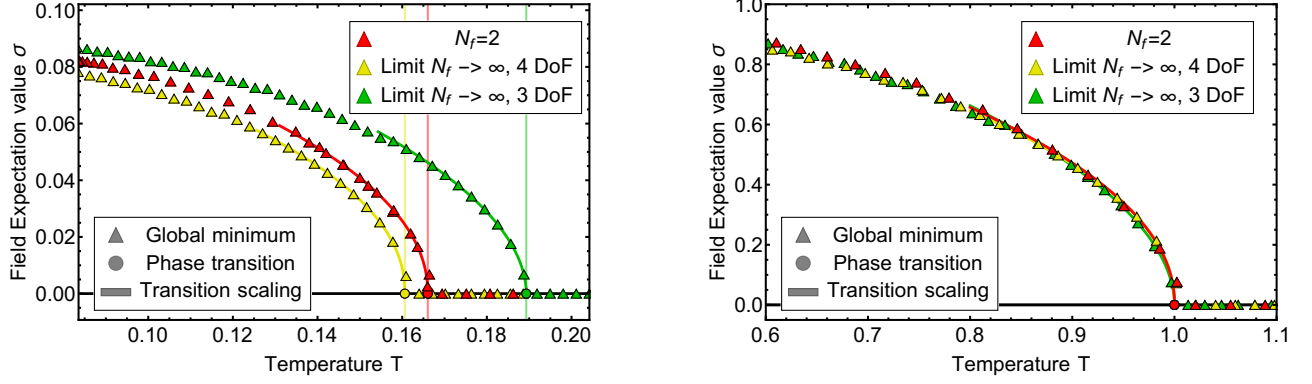 Field Expectation value σ
0.10
0.08
0.06
0.04
0.02
0.00
N_f=2
Limit N_f -> ∞, 4 DoF
Limit N_f -> ∞, 3 DoF
Global minimum
Phase transition
Transition scaling
0.10 0.12 0.14 0.16 0.18 0.20
Temperature T
Field Expectation value σ
1.0
0.8
0.6
0.4
0.2
0.0
N_f=2
Limit N_f -> ∞, 4 DoF
Limit N_f -> ∞, 3 DoF
Global minimum
Phase transition
Transition scaling
0.6 0.7 0.8 0.9 1.0 1.1
Temperature T